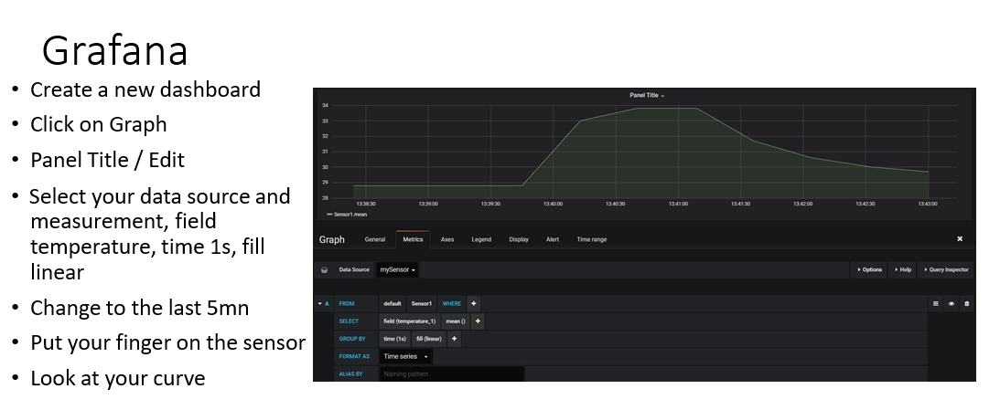 Grafana
• Create a new dashboard
• Click on Graph
• Panel Title / Edit
• Select your data source and
measurement, field
temperature, time 1s, fill
linear
• Change to the last 5mn
• Put your finger on the sensor
• Look at your curve
Panel Title
34
33
32
31
30
29
28
13:38:30 13:39:00 13:39:30 13:40:00 13:40:30 13:41:00 13:41:30 13:42:00 13:42:30 13:43:00
Sensor1.mean
Graph General Metrics Axes Legend Display Alert Time range
Data Source mySensor Options Help Query Inspector
A FROM default Sensor1 WHERE +
SELECT field (temperature_1) mean () +
GROUP BY time (1s) fill (linear) +
FORMAT AS Time series
ALIAS BY Naming pattern